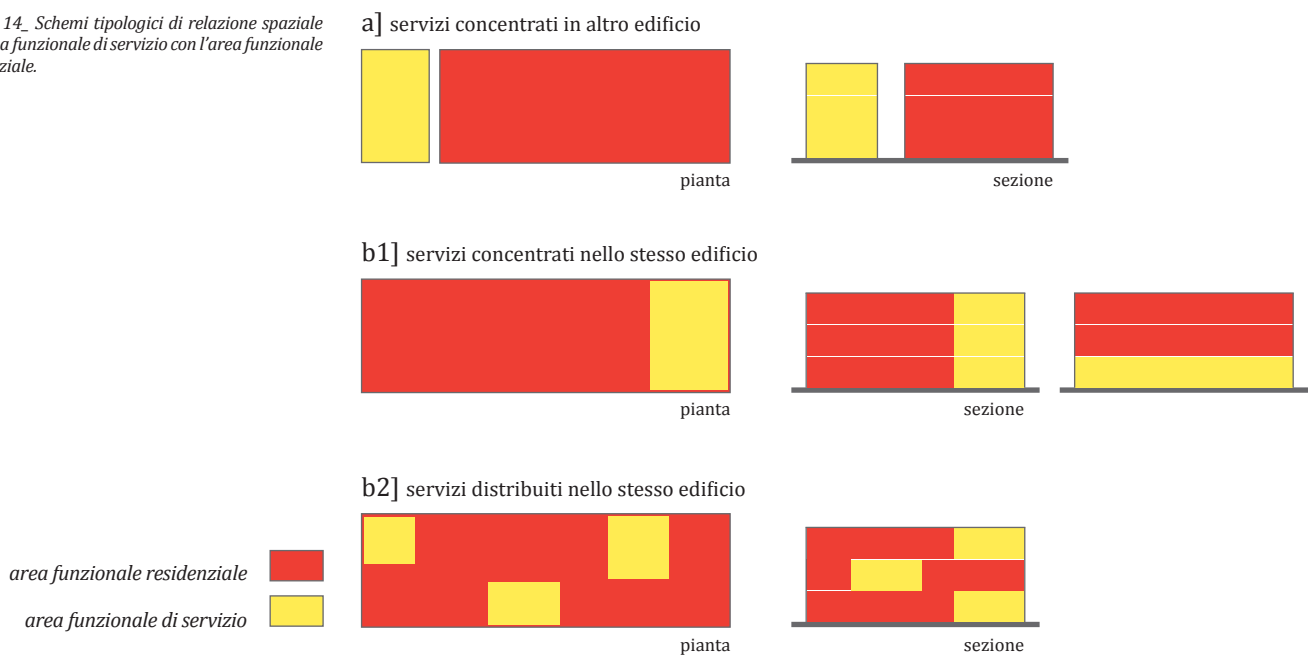 14_ Schemi tipologici di relazione spaziale
a funzionale di servizio con l'area funzionale
ziale.
a] servizi concentrati in altro edificio
pianta
sezione
b1] servizi concentrati nello stesso edificio
pianta
sezione
b2] servizi distribuiti nello stesso edificio
area funzionale residenziale
area funzionale di servizio
pianta
sezione